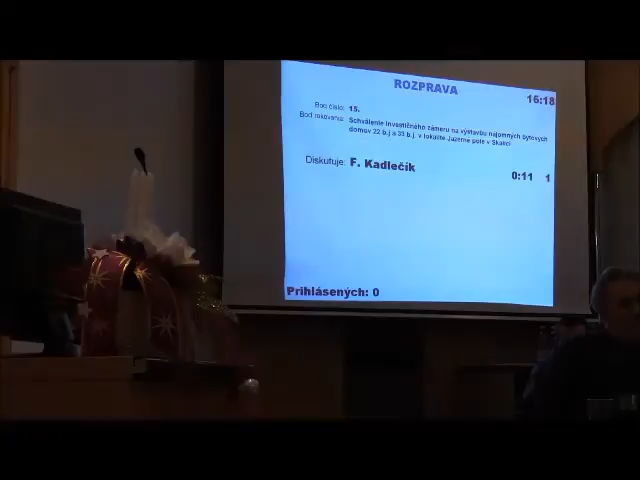 ROZPRAVA
16:18
Bod číslo: 15.
Bod rokovania: Schválenie investičného zámeru na výstavbu nájomných bytových
domov 22 b.j a 33 b.j. v lokalite Jazerné pole v Skalici
Diskutuje: F. Kadlečík
0:11 1
Prihlásených: 0